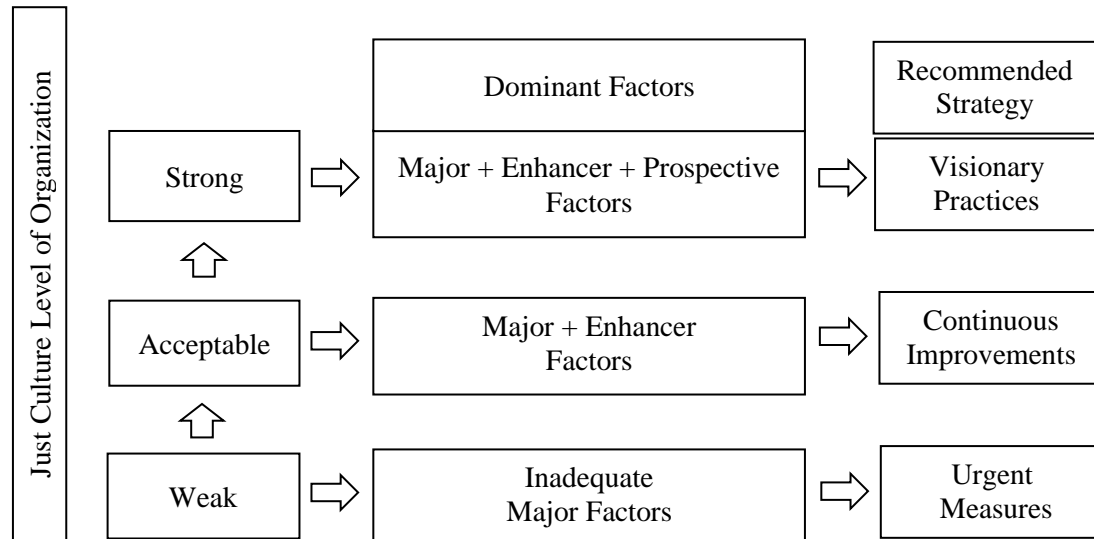 Just Culture Level of Organization
Dominant Factors
Recommended
Strategy
Strong
Major + Enhancer + Prospective
Factors
Visionary
Practices
Acceptable
Major + Enhancer
Factors
Continuous
Improvements
Weak
Inadequate
Major Factors
Urgent
Measures